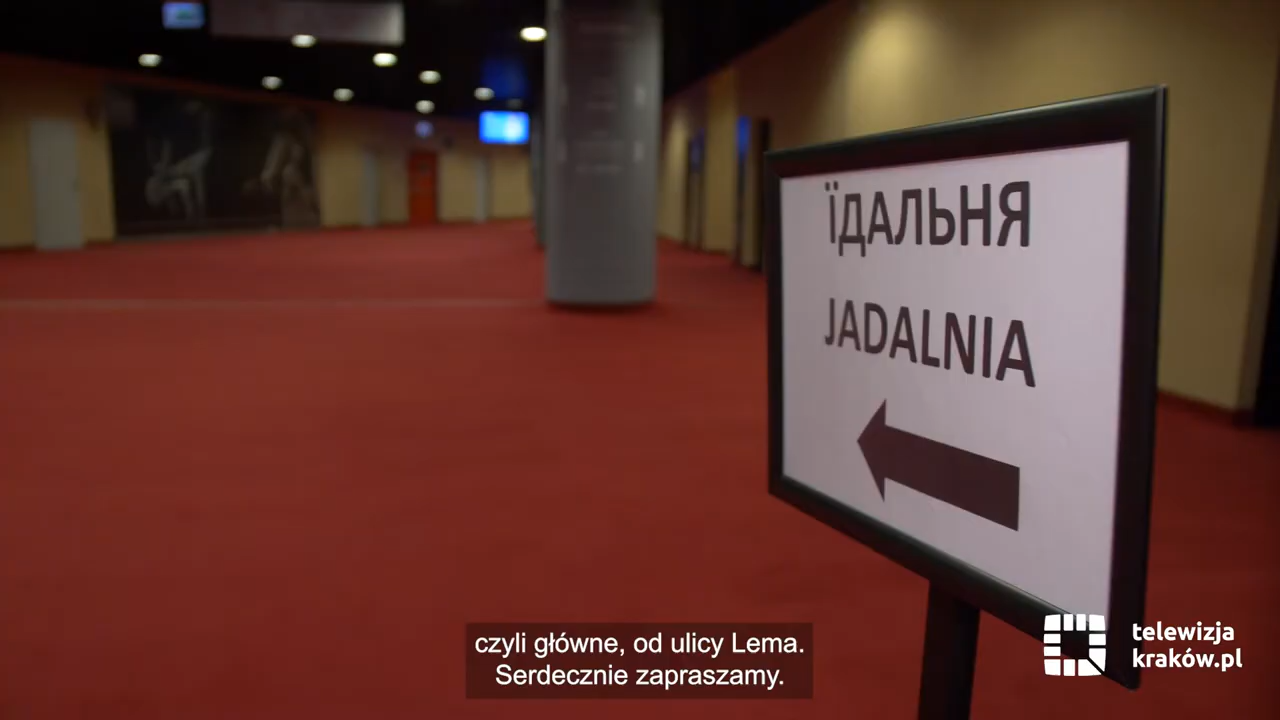 ЇДАЛЬНЯ
JADALNIA
czyli główne, od ulicy Lema.
Serdecznie zapraszamy.
telewizja
kraków.pl